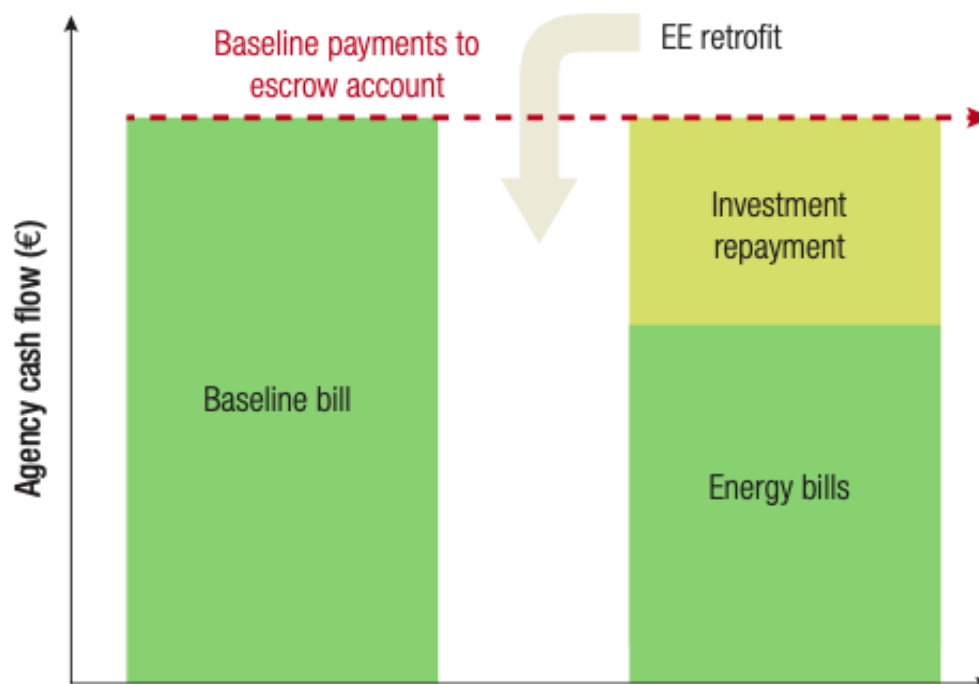 Baseline payments to
escrow account
EE retrofit
Agency cash flow (€)
Baseline bill
Investment
repayment
Energy bills